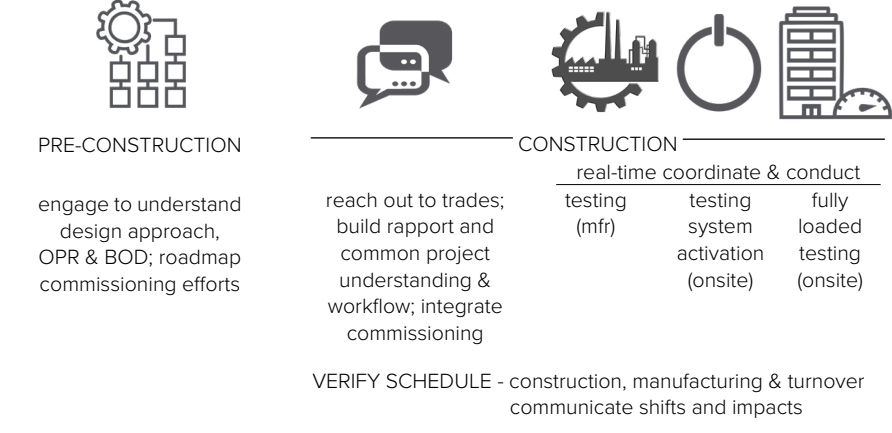 PRE-CONSTRUCTION
engage to understand
design approach,
OPR & BOD; roadmap
commissioning efforts
CONSTRUCTION
reach out to trades;
build rapport and
common project
understanding &
workflow; integrate
commissioning
real-time coordinate & conduct
testing
(mfr)
testing
system
activation
(onsite)
fully
loaded
testing
(onsite)
VERIFY SCHEDULE - construction, manufacturing & turnover
communicate shifts and impacts